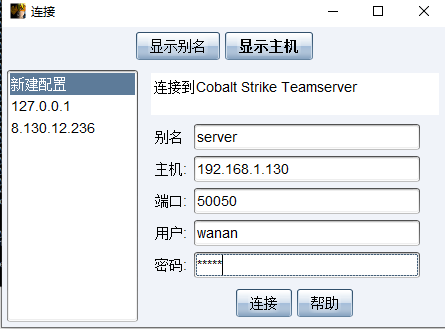 连接
显示别名 显示主机
新建配置
127.0.0.1
8.130.12.236
连接到Cobalt Strike Teamserver
别名 server
主机: 192.168.1.130
端口: 50050
用户: wanan
密码: *****
连接 帮助